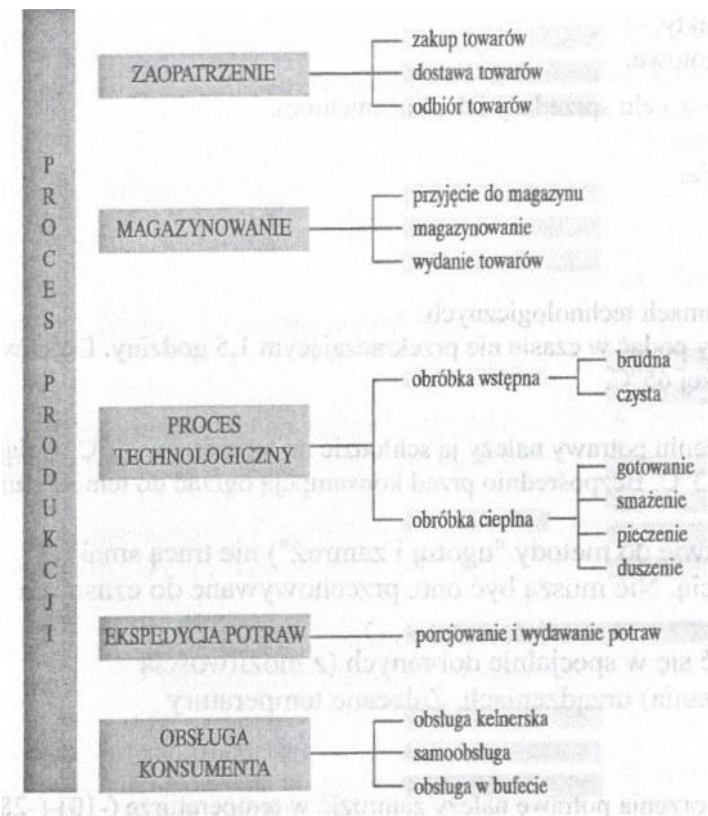 PROCES PRODUKCJI
ZAOPATRZENIE
zakup towarów
dostawa towarów
odbiór towarów
MAGAZYNOWANIE
przyjęcie do magazynu
magazynowanie
wydanie towarów
PROCES
TECHNOLOGICZNY
obróbka wstępna
brudna
czysta
obróbka cieplna
gotowanie
smażenie
pieczenie
duszenie
EKSPEDYCJA POTRAW
porcjowanie i wydawanie potraw
OBSŁUGA
KONSUMENTA
obsługa kelnerska
samoobsługa
obsługa w bufecie